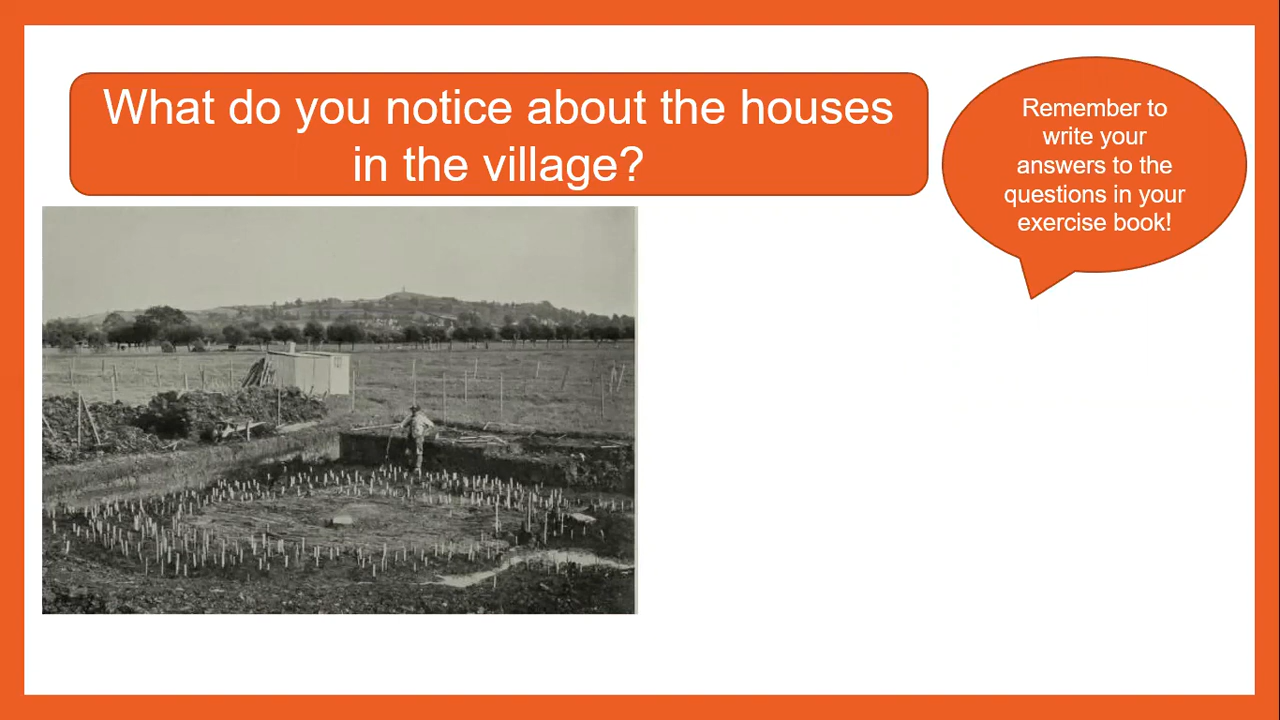 What do you notice about the houses
in the village?
Remember to
write your
answers to the
questions in your
exercise book!